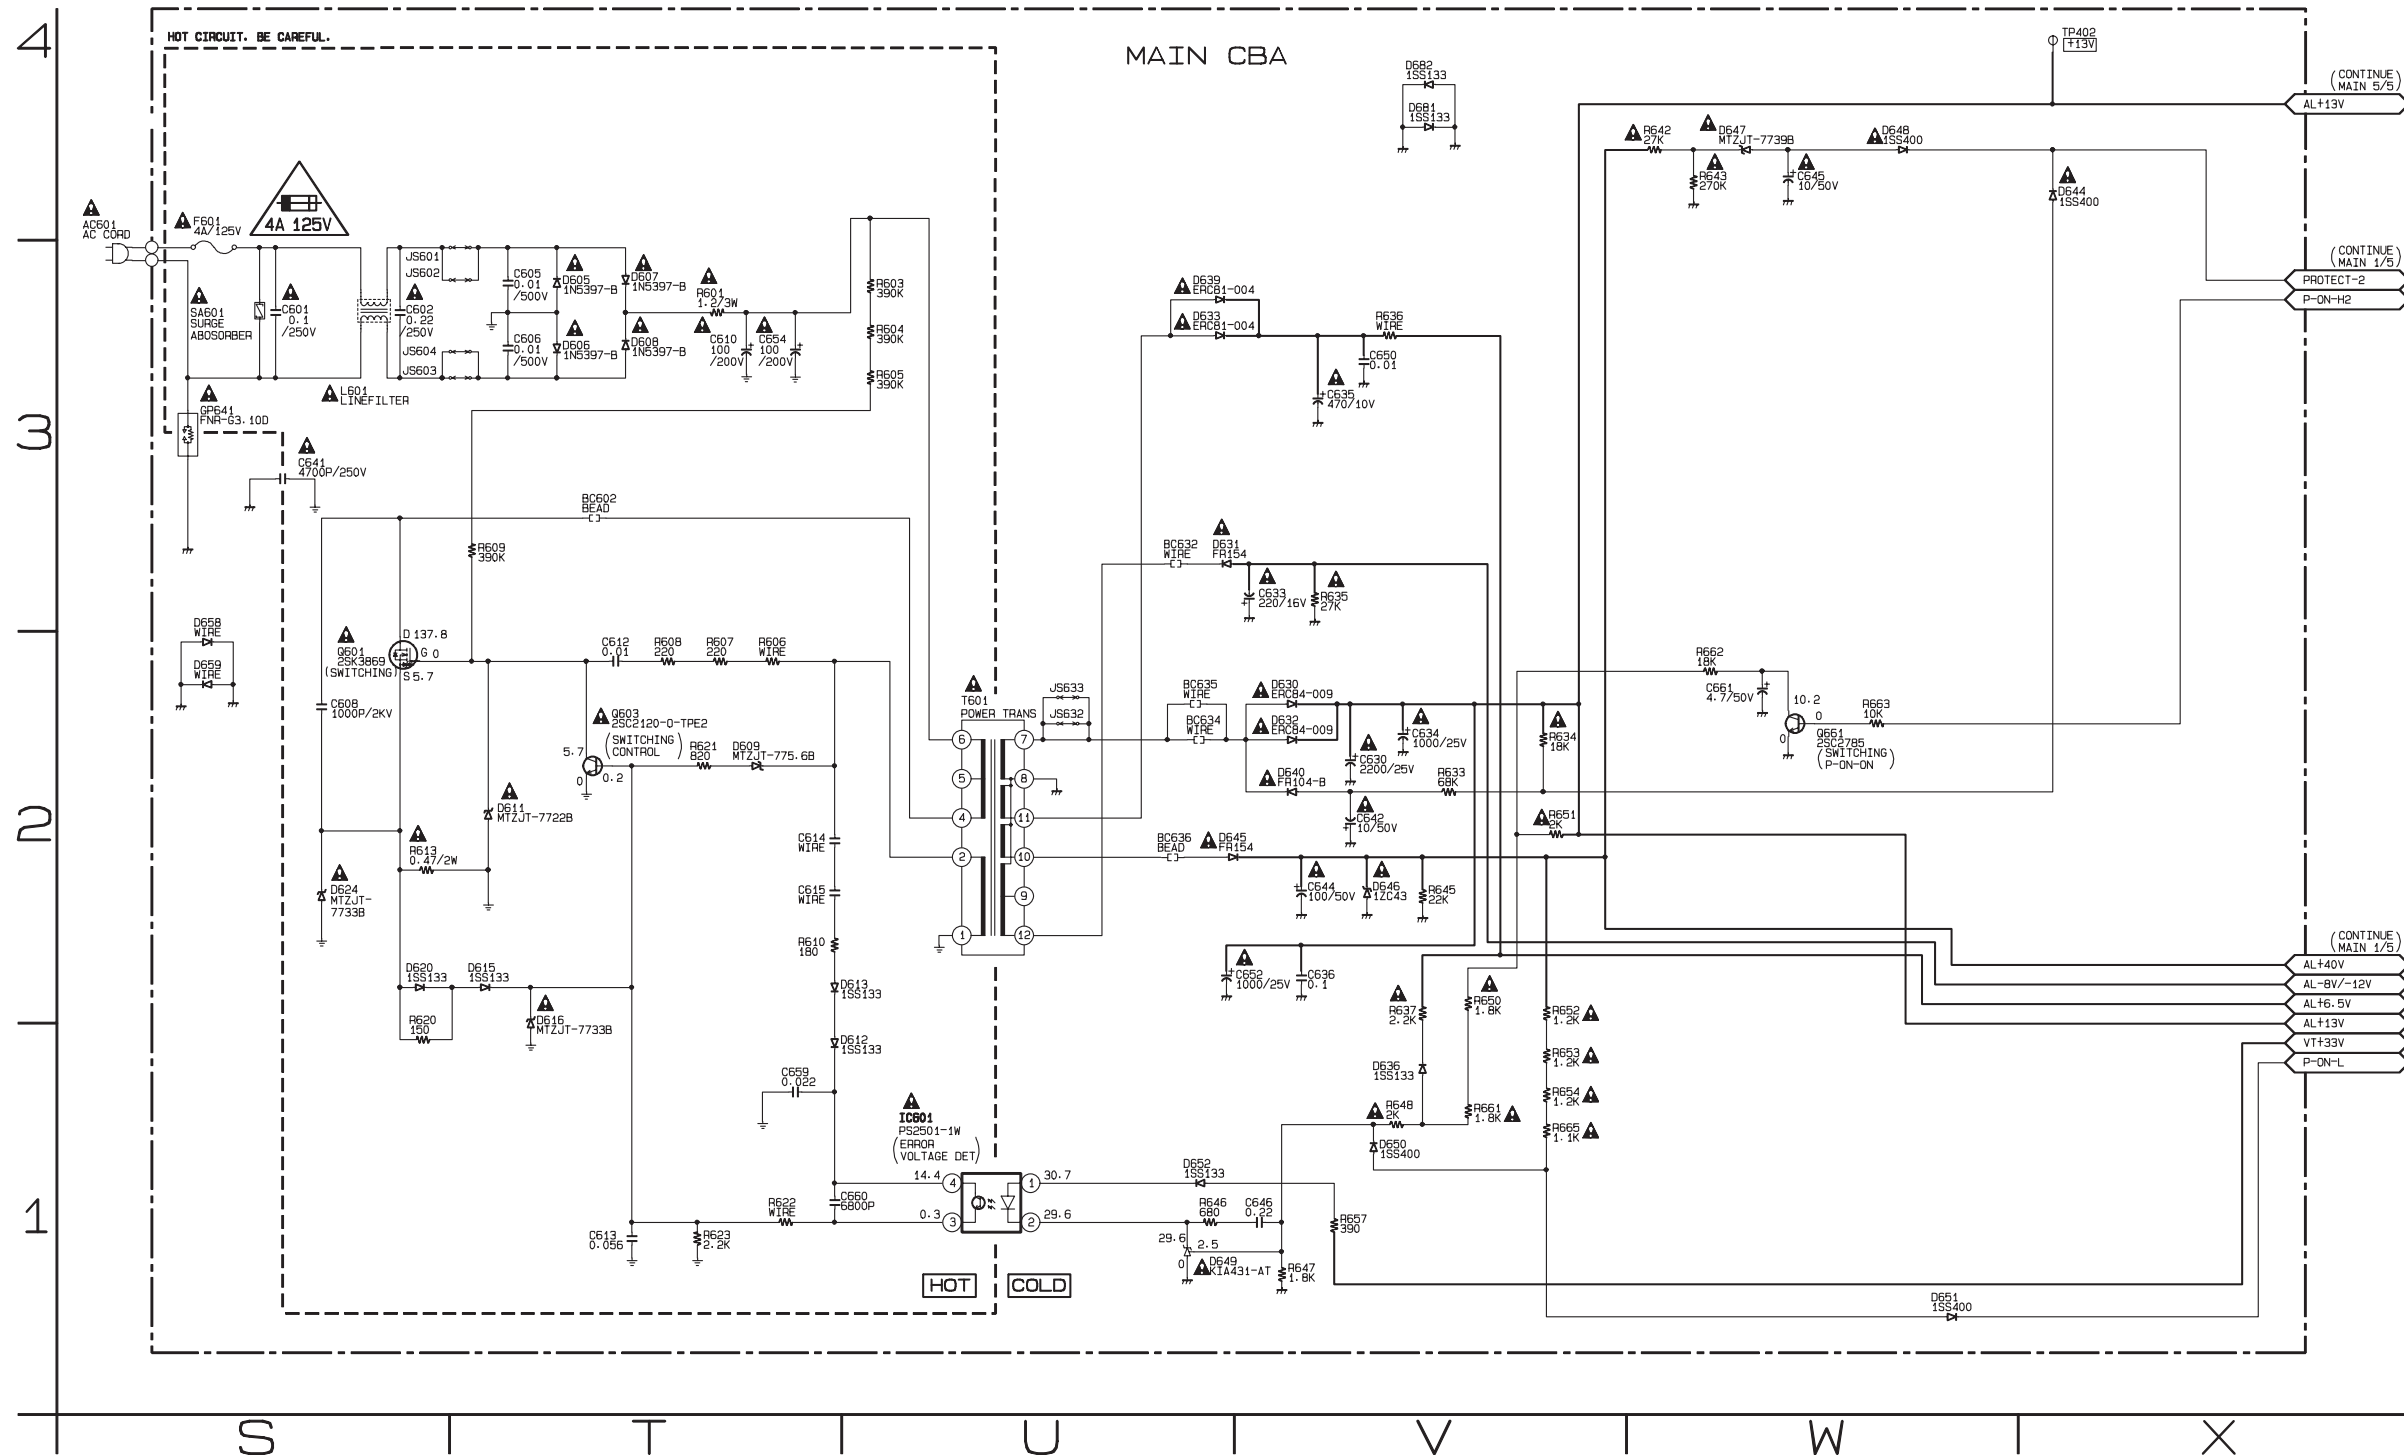 4
3
2
1
HOT CIRCUIT. BE CAREFUL.
MAIN CBA
4A 125V
AC601
AC CORD
F601
4A/125V
SA601
SURGE
ABOSORBER
C601
0.1
/250V
GP641
FNR-G3.10D
L601
LINEFILTER
C602
0.22
/250V
JS601
JS602
JS604
JS603
C605
0.01
/500V
C606
0.01
/500V
D605
1N5397-B
D606
1N5397-B
D607
1N5397-B
D608
1N5397-B
R601
1.2/3W
C610
100
/200V
C654
100
/200V
R603
390K
R604
390K
R605
390K
C641
4700P/250V
BC602
BEAD
R609
390K
D658
WIRE
D659
WIRE
Q601
2SK3869
(SWITCHING)
D 137.8
G 0
S 5.7
C608
1000P/2KV
C612
0.01
R608
220
R607
220
R606
WIRE
Q603
2SC2120-O-TPE2
(SWITCHING
CONTROL)
5.7
0
0.2
R621
820
D609
MTZJT-775.6B
D611
MTZJT-7722B
R613
0.47/2W
D624
MTZJT-
7733B
C614
WIRE
C615
WIRE
R610
180
D613
1SS133
D612
1SS133
D620
1SS133
D615
1SS133
R620
150
D616
MTZJT-7733B
C659
0.022
IC601
PS2501-1W
(ERROR
VOLTAGE DET)
14.4
4
0.3
3
1
30.7
2
29.6
C660
6800P
R622
WIRE
C613
0.056
R623
2.2K
HOT
COLD
T601
POWER TRANS
6
5
4
2
1
7
8
11
10
9
12
JS633
JS632
D682
1SS133
D681
1SS133
D639
ERC81-004
D633
ERC81-004
R636
WIRE
C650
0.01
C635
470/10V
BC632
WIRE
D631
FR154
C633
220/16V
R635
27K
BC635
WIRE
BC634
WIRE
D630
ERC84-009
D632
ERC84-009
D640
FR104-B
C630
2200/25V
C634
1000/25V
C642
10/50V
R633
68K
R634
18K
R651
2K
BC636
BEAD
D645
FR154
C644
100/50V
D646
1ZC43
R645
22K
C652
1000/25V
C636
0.1
R637
2.2K
R650
1.8K
R652
1.2K
R653
1.2K
R654
1.2K
R665
1.1K
D636
1SS133
R648
2K
R661
1.8K
D650
1SS400
D652
1SS133
R646
680
C646
0.22
R657
390
29.6
2.5
0
D649
KIA431-AT
R647
1.8K
D651
1SS400
TP402
+13V
R642
27K
D647
MTZJT-7739B
D648
1SS400
R643
270K
C645
10/50V
D644
1SS400
R662
18K
C661
4.7/50V
10.2
0
0
Q661
2SC2785
(SWITCHING
P-ON-ON)
R663
10K
(CONTINUE
MAIN 5/5)
AL+13V
(CONTINUE
MAIN 1/5)
PROTECT-2
P-ON-H2
(CONTINUE
MAIN 1/5)
AL+40V
AL-8V/-12V
AL+6.5V
AL+13V
VT+33V
P-ON-L
S
T
U
V
W
X